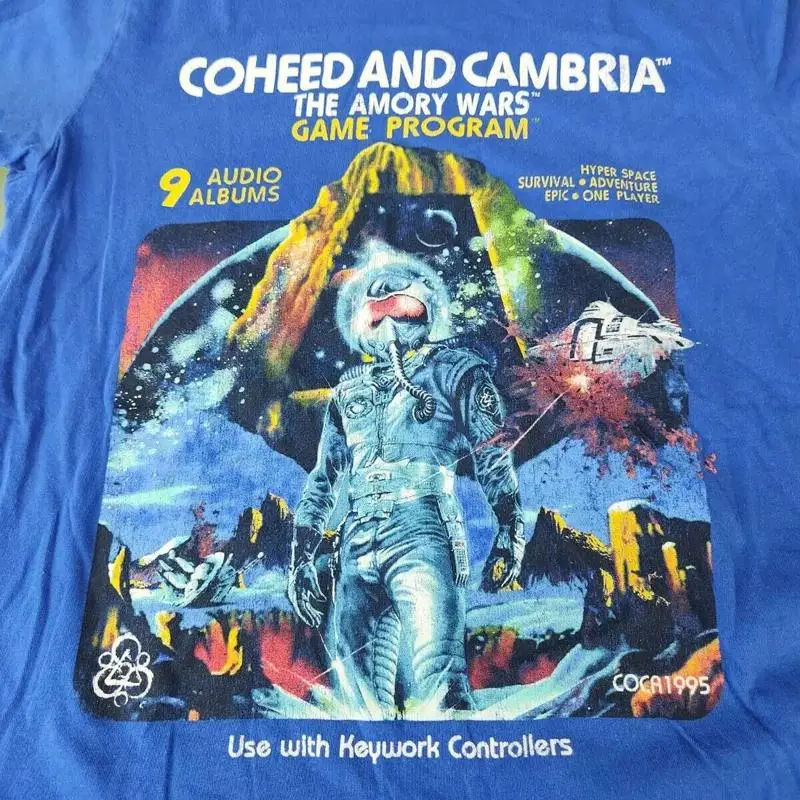 COHEED AND CAMBRIA™
THE AMORY WARS™
GAME PROGRAM™
9 AUDIO
ALBUMS
HYPER SPACE
SURVIVAL • ADVENTURE
EPIC • ONE PLAYER
COCA1995
Use with Keywork Controllers